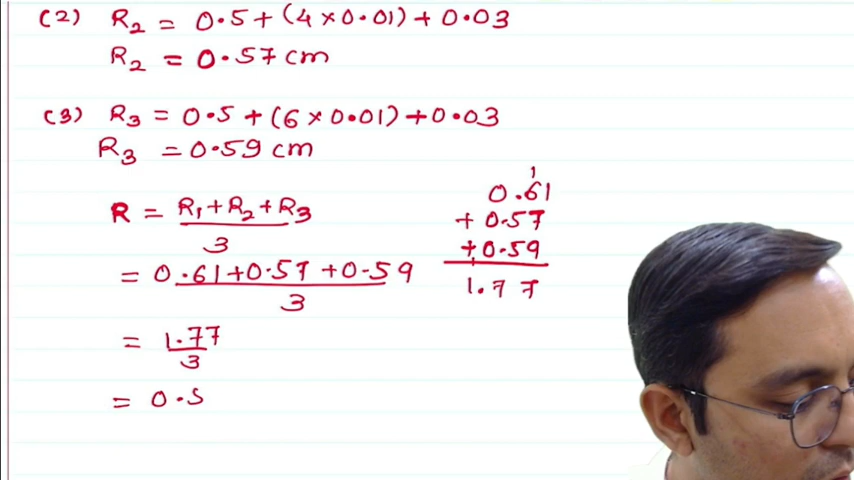 (2) R₂ = 0.5 + (4 × 0.01) + 0.03
R₂ = 0.57 cm
(3) R₃ = 0.5 + (6 × 0.01) + 0.03
R₃ = 0.59 cm
R = R₁ + R₂ + R₃ / 3
= 0.61 + 0.57 + 0.59 / 3
= 1.77 / 3
= 0.5
1
0.61
+ 0.57
+ 0.59
1.77